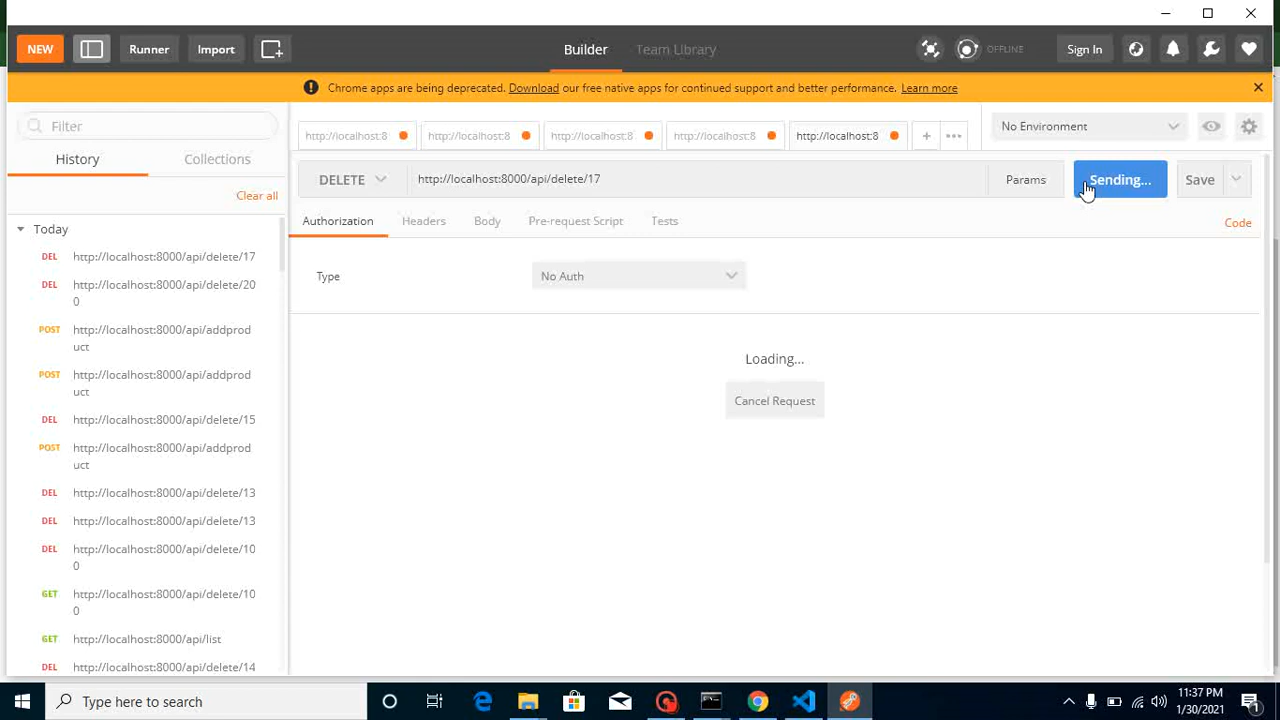 NEW
Runner
Import
Builder
Team Library
OFFLINE
Sign In
Chrome apps are being deprecated. Download our free native apps for continued support and better performance. Learn more
Filter
History
Collections
Clear all
Today
DEL http://localhost:8000/api/delete/17
DEL http://localhost:8000/api/delete/20
0
POST http://localhost:8000/api/addprod
uct
POST http://localhost:8000/api/addprod
uct
DEL http://localhost:8000/api/delete/15
POST http://localhost:8000/api/addprod
uct
DEL http://localhost:8000/api/delete/13
DEL http://localhost:8000/api/delete/13
DEL http://localhost:8000/api/delete/10
0
GET http://localhost:8000/api/delete/10
0
GET http://localhost:8000/api/list
DEL http://localhost:8000/api/delete/14
http://localhost:8
http://localhost:8
http://localhost:8
http://localhost:8
http://localhost:8
No Environment
DELETE
http://localhost:8000/api/delete/17
Params
Sending...
Save
Authorization
Headers
Body
Pre-request Script
Tests
Code
Type
No Auth
Loading...
Cancel Request
Type here to search
11:37 PM
1/30/2021
1